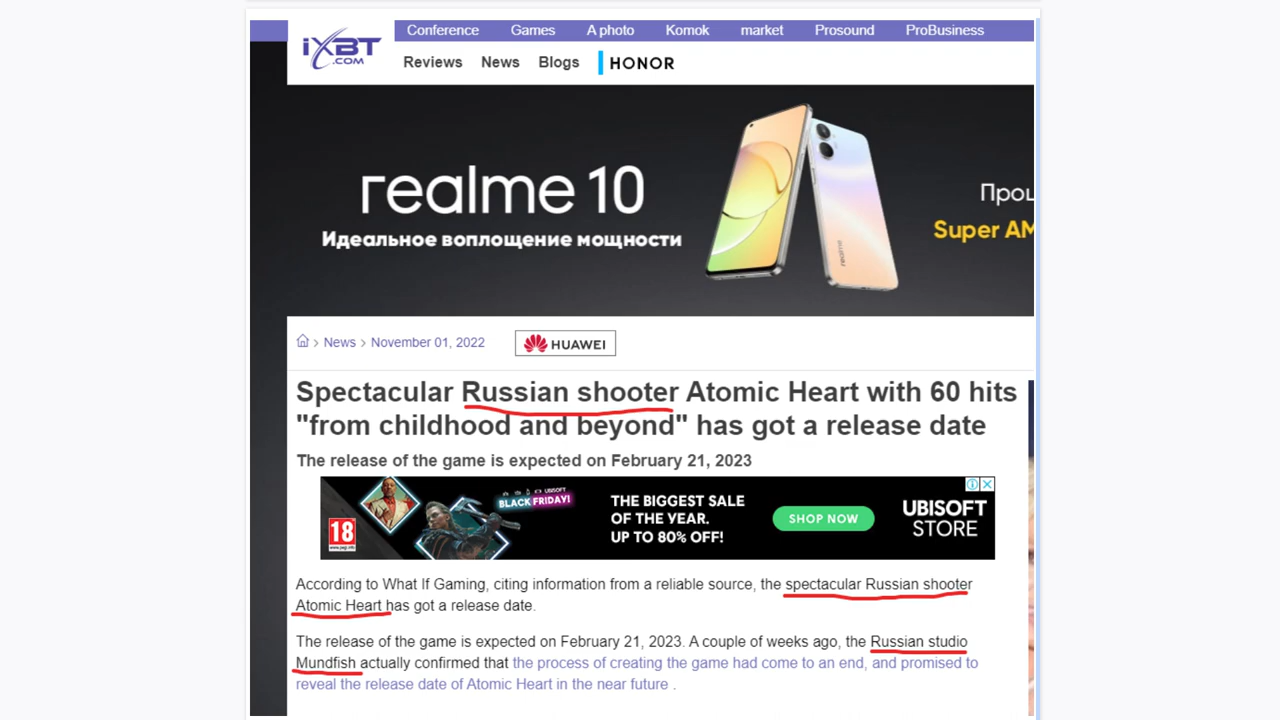 Conference Games A photo Komok market Prosound ProBusiness
iXBT
.COM
Reviews News Blogs HONOR
realme 10
Идеальное воплощение мощности
Super AM
realme
News > November 01, 2022 HUAWEI
Spectacular Russian shooter Atomic Heart with 60 hits
"from childhood and beyond" has got a release date
The release of the game is expected on February 21, 2023
UBISOFT
BLACK FRIDAY!
18
www.pegi.info
THE BIGGEST SALE
OF THE YEAR.
UP TO 80% OFF!
SHOP NOW
UBISOFT
STORE
According to What If Gaming, citing information from a reliable source, the spectacular Russian shooter
Atomic Heart has got a release date.
The release of the game is expected on February 21, 2023. A couple of weeks ago, the Russian studio
Mundfish actually confirmed that the process of creating the game had come to an end, and promised to
reveal the release date of Atomic Heart in the near future .